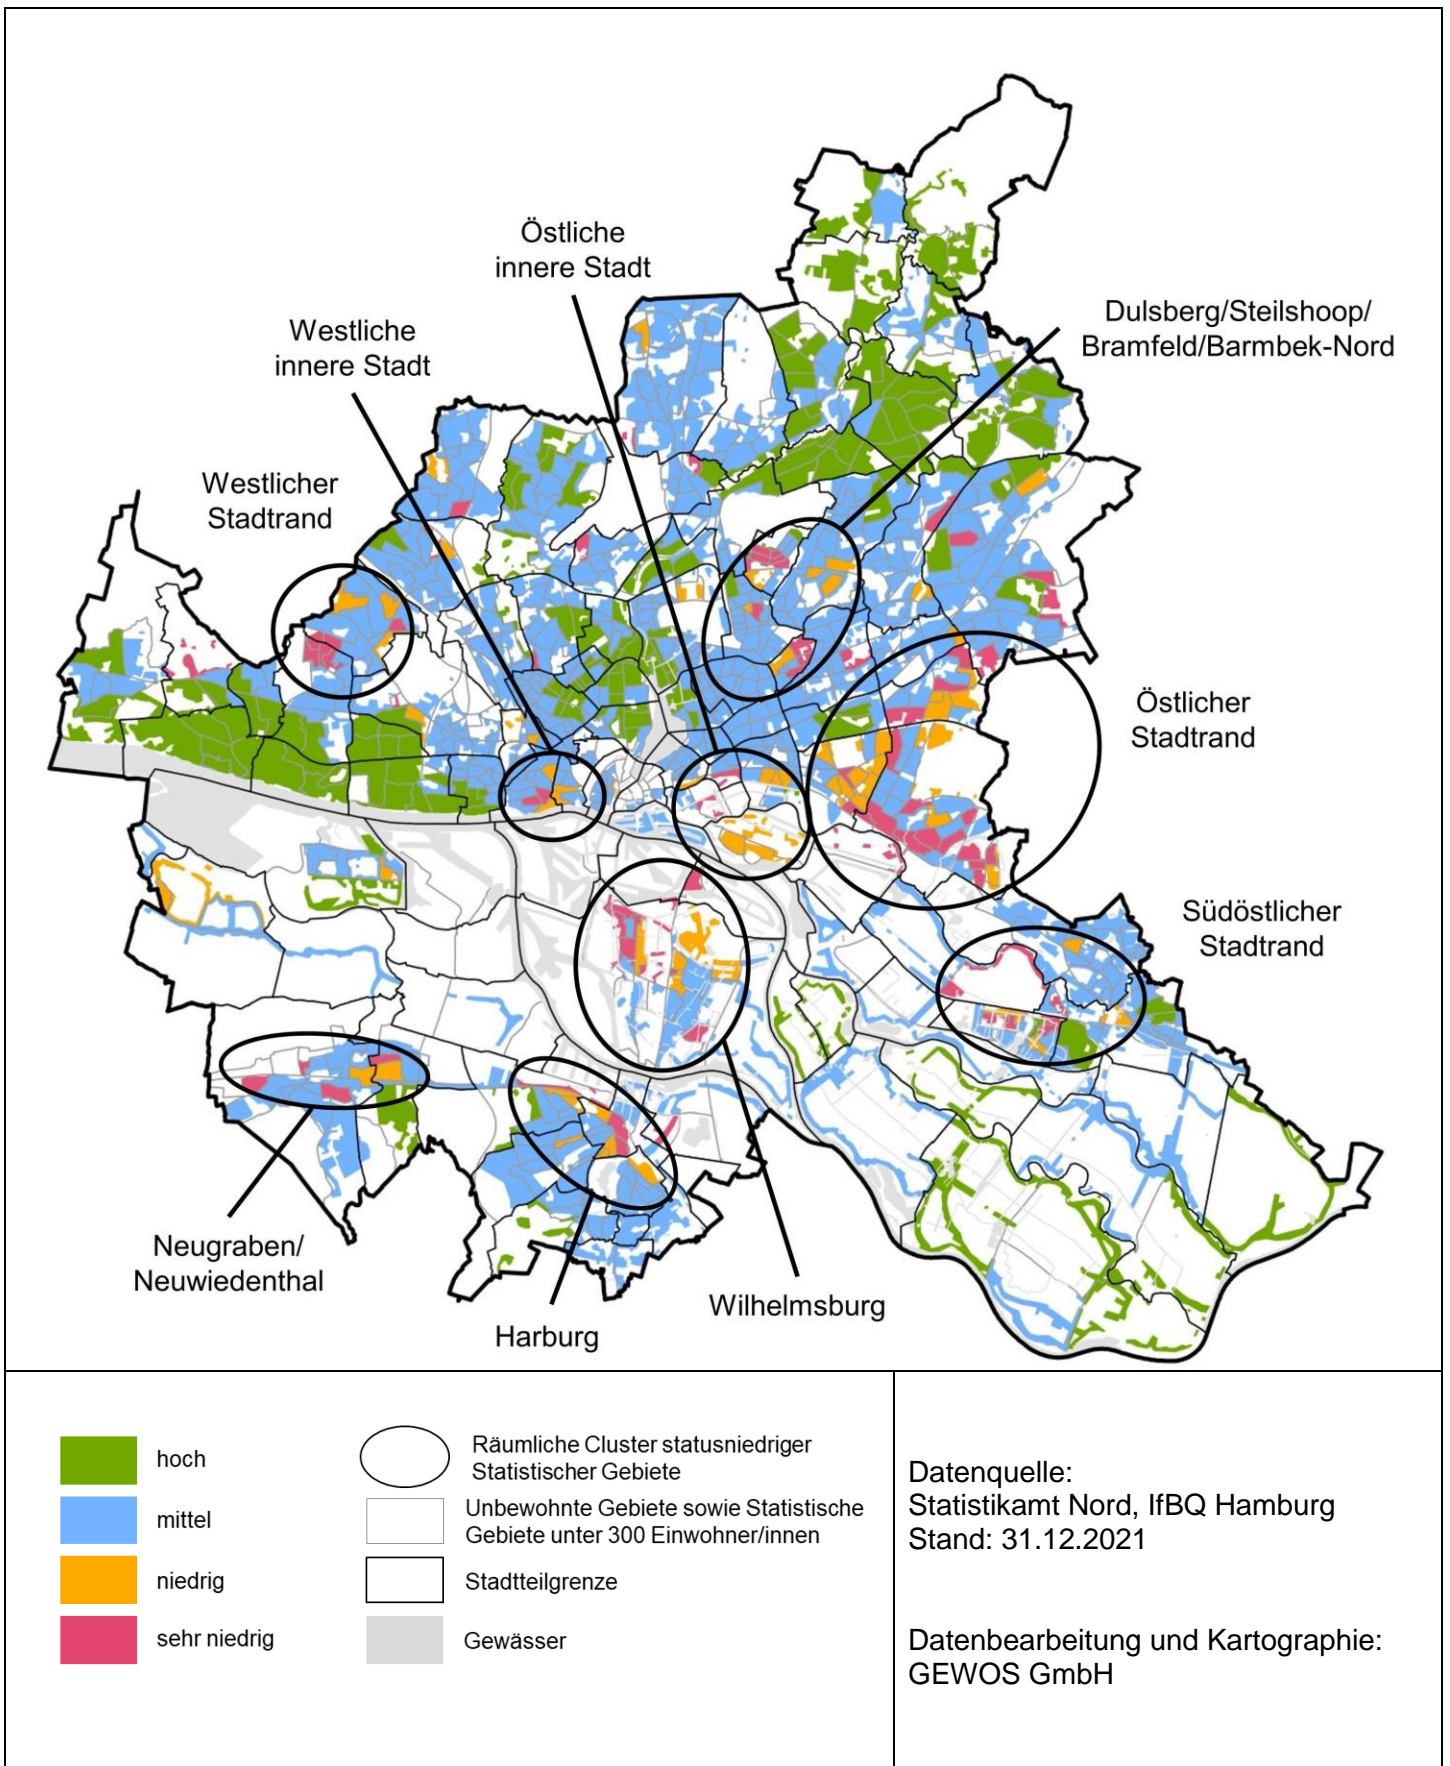 Östliche
innere Stadt
Westliche
innere Stadt
Dulsberg/Steilshoop/
Bramfeld/Barmbek-Nord
Westlicher
Stadtrand
Östlicher
Stadtrand
Südöstlicher
Stadtrand
Neugraben/
Neuwiedenthal
Wilhelmsburg
Harburg
hoch
mittel
niedrig
sehr niedrig
Räumliche Cluster statusniedriger
Statistischer Gebiete
Unbewohnte Gebiete sowie Statistische
Gebiete unter 300 Einwohner/innen
Stadtteilgrenze
Gewässer
Datenquelle:
Statistikamt Nord, IfBQ Hamburg
Stand: 31.12.2021
Datenbearbeitung und Kartographie:
GEWOS GmbH